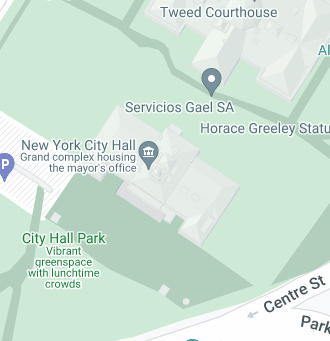 Tweed Courthouse
Al
Servicios Gael SA
Horace Greeley Statu
New York City Hall
Grand complex housing
the mayor's office
P
City Hall Park
Vibrant
greenspace
with lunchtime
crowds
Centre St
Park